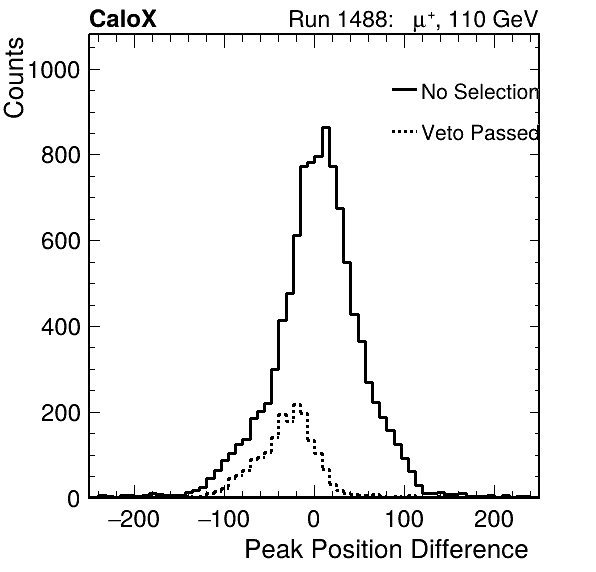 CaloX Run 1488: μ⁺, 110 GeV
Counts
1000
800
600
400
200
0
No Selection
Veto Passed
−200 −100 0 100 200
Peak Position Difference